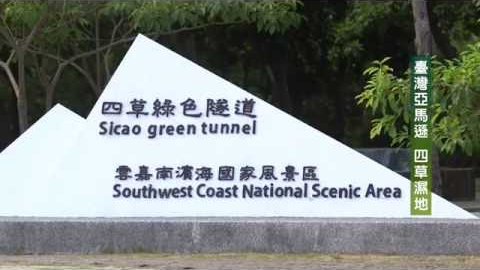 四草綠色隧道
Sicao green tunnel
雲嘉南濱海國家風景區
Southwest Coast National Scenic Area
臺灣亞馬遜 四草濕地